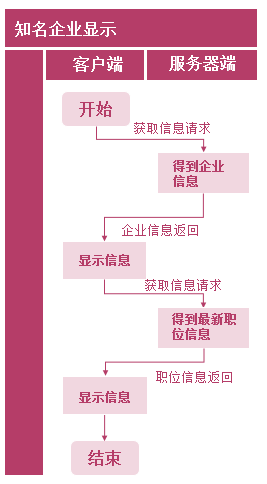 知名企业显示
客户端 服务器端
开始
获取信息请求
得到企业
信息
企业信息返回
显示信息
获取信息请求
得到最新职
位信息
职位信息返回
显示信息
结束